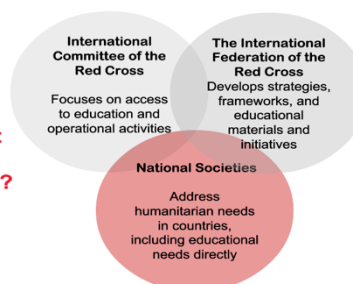 International
Committee of the
Red Cross
Focuses on access
to education and
operational activities
The International
Federation of the
Red Cross
Develops strategies,
frameworks, and
educational
materials and
initiatives
?
National Societies
Address
humanitarian needs
in countries,
including educational
needs directly